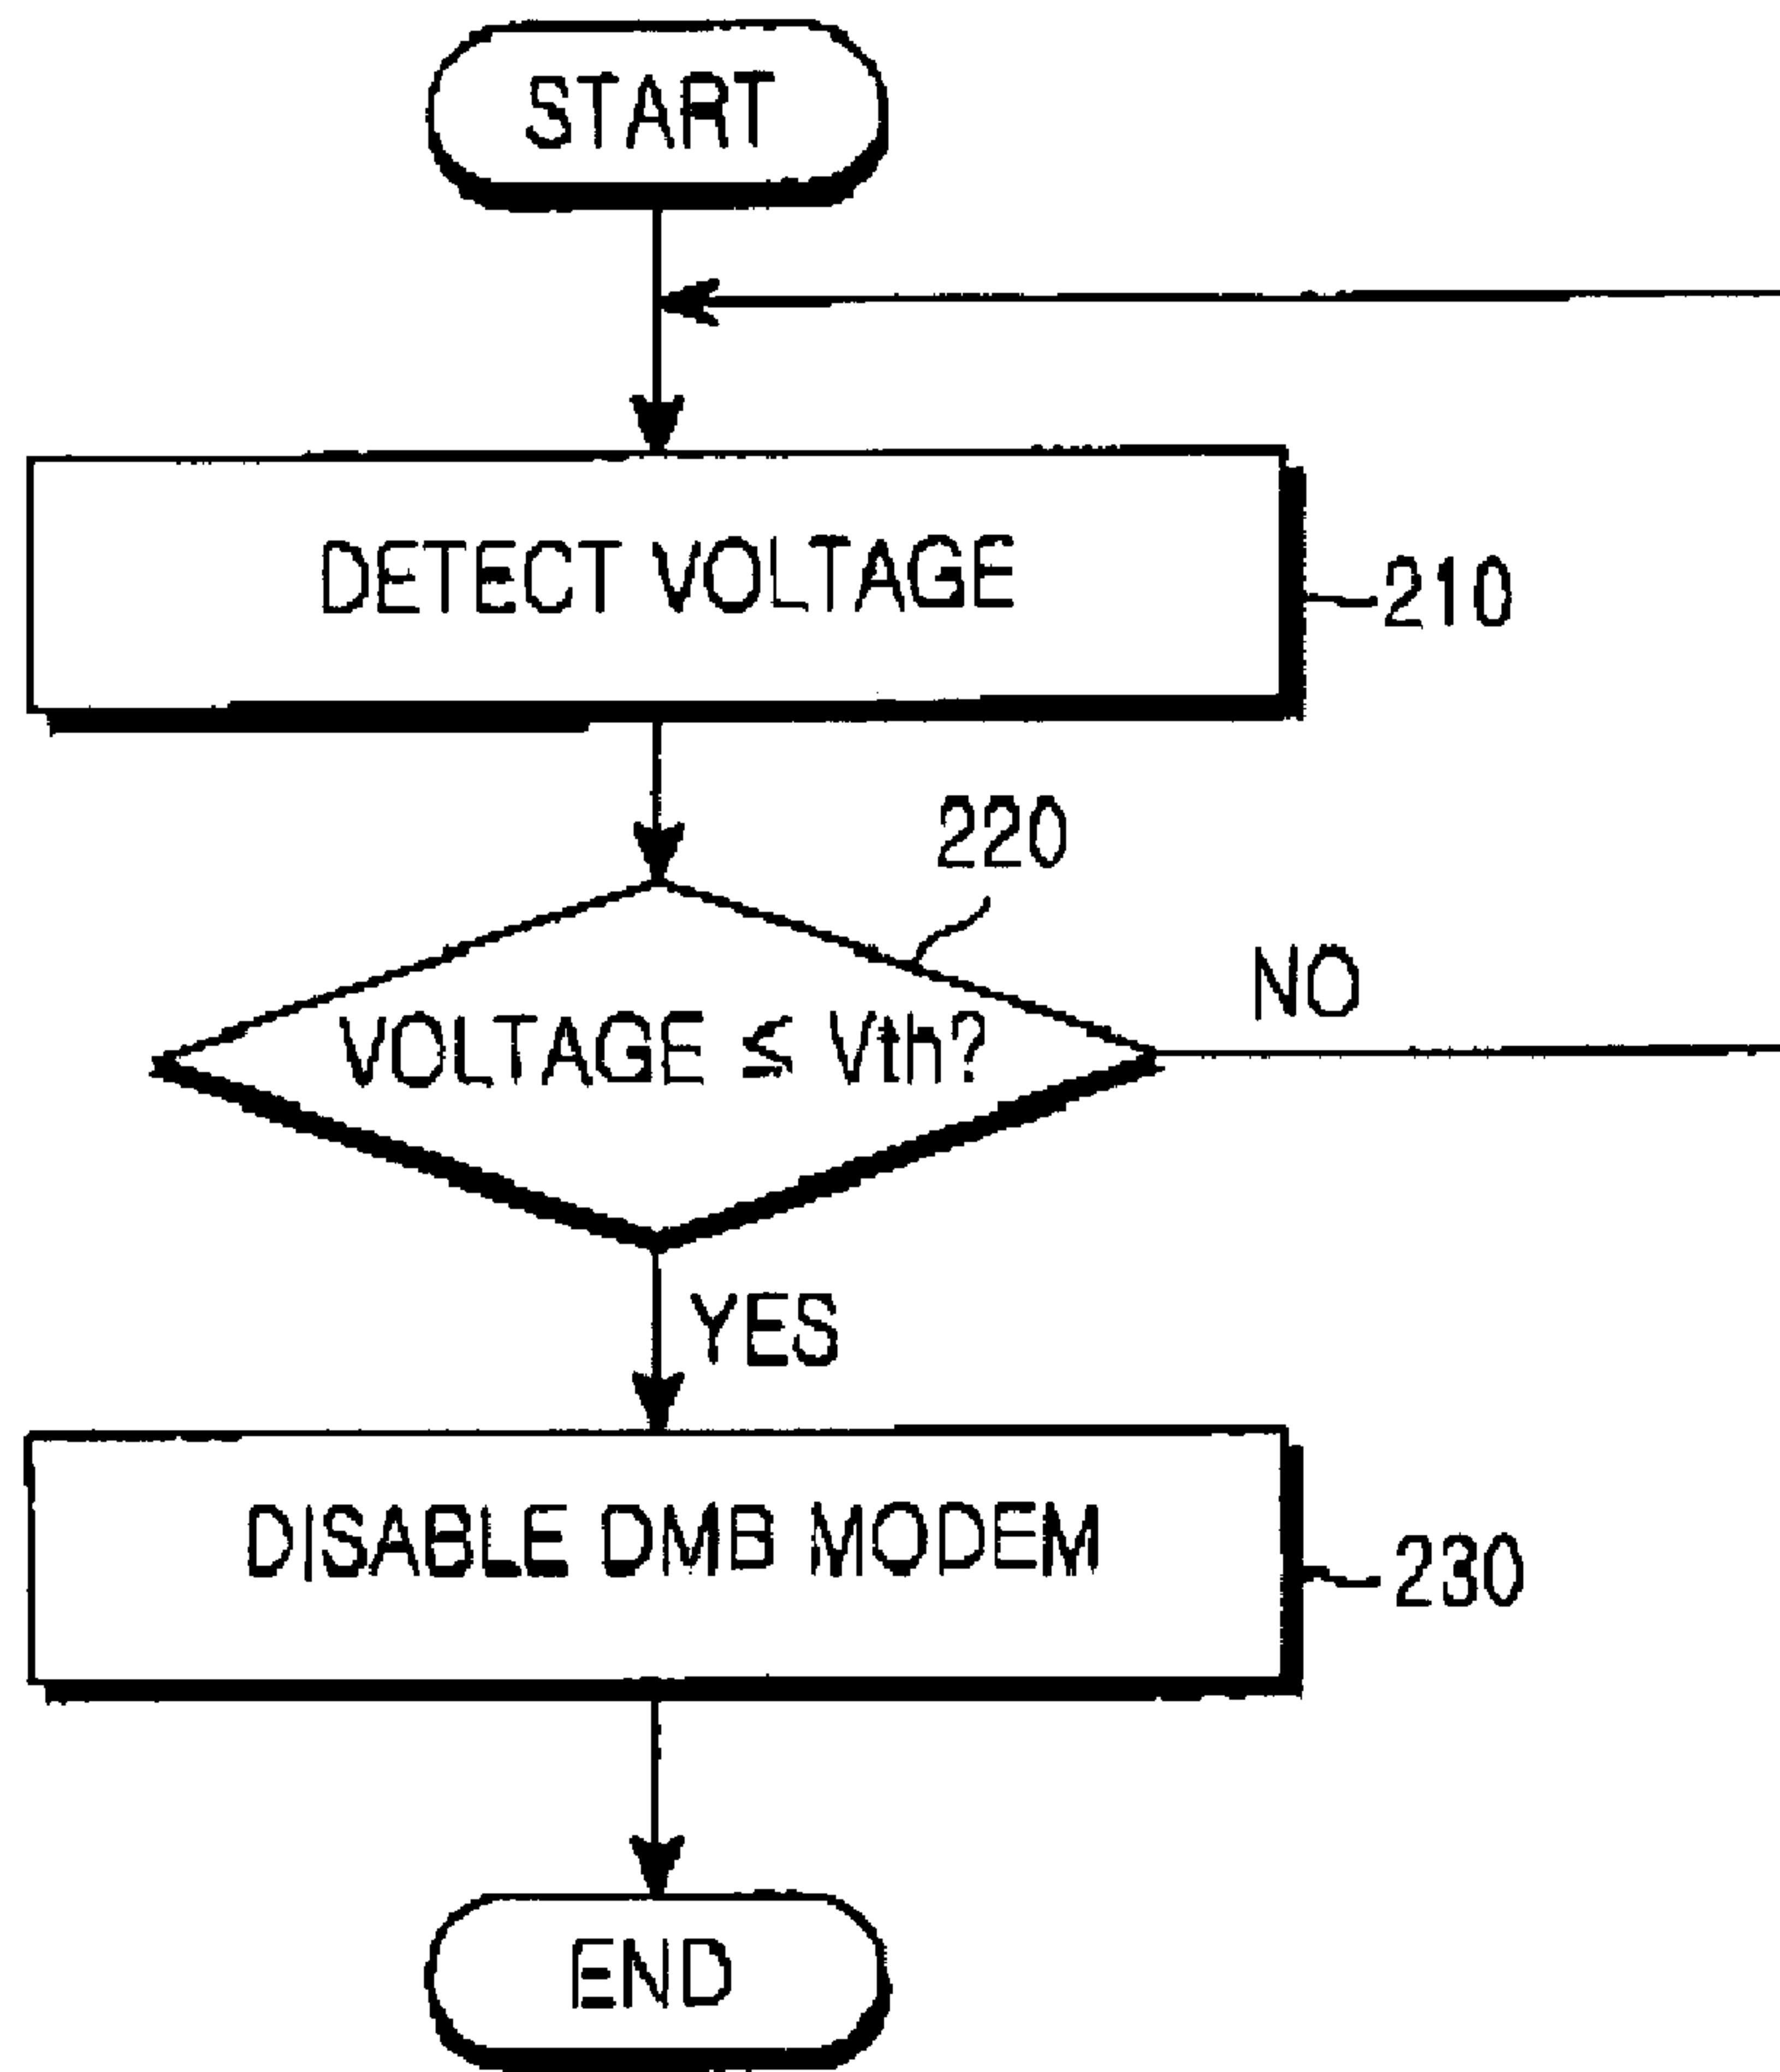 START
DETECT VOLTAGE
210
220
VOLTAGE ≤ Vth?
NO
YES
DISABLE DMB MODEM
230
END